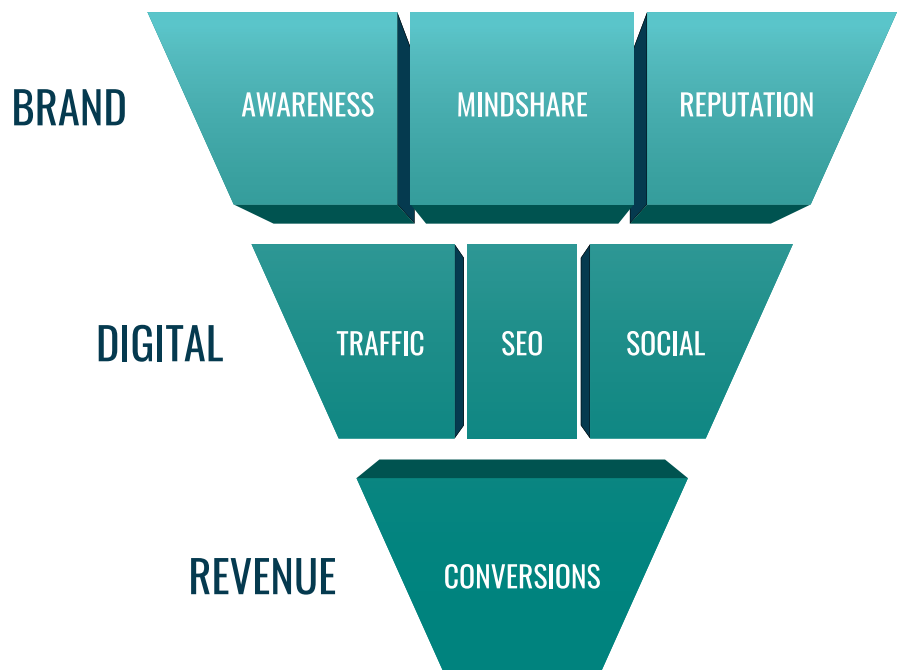 BRAND
AWARENESS MINDSHARE REPUTATION
DIGITAL
TRAFFIC SEO SOCIAL
REVENUE
CONVERSIONS